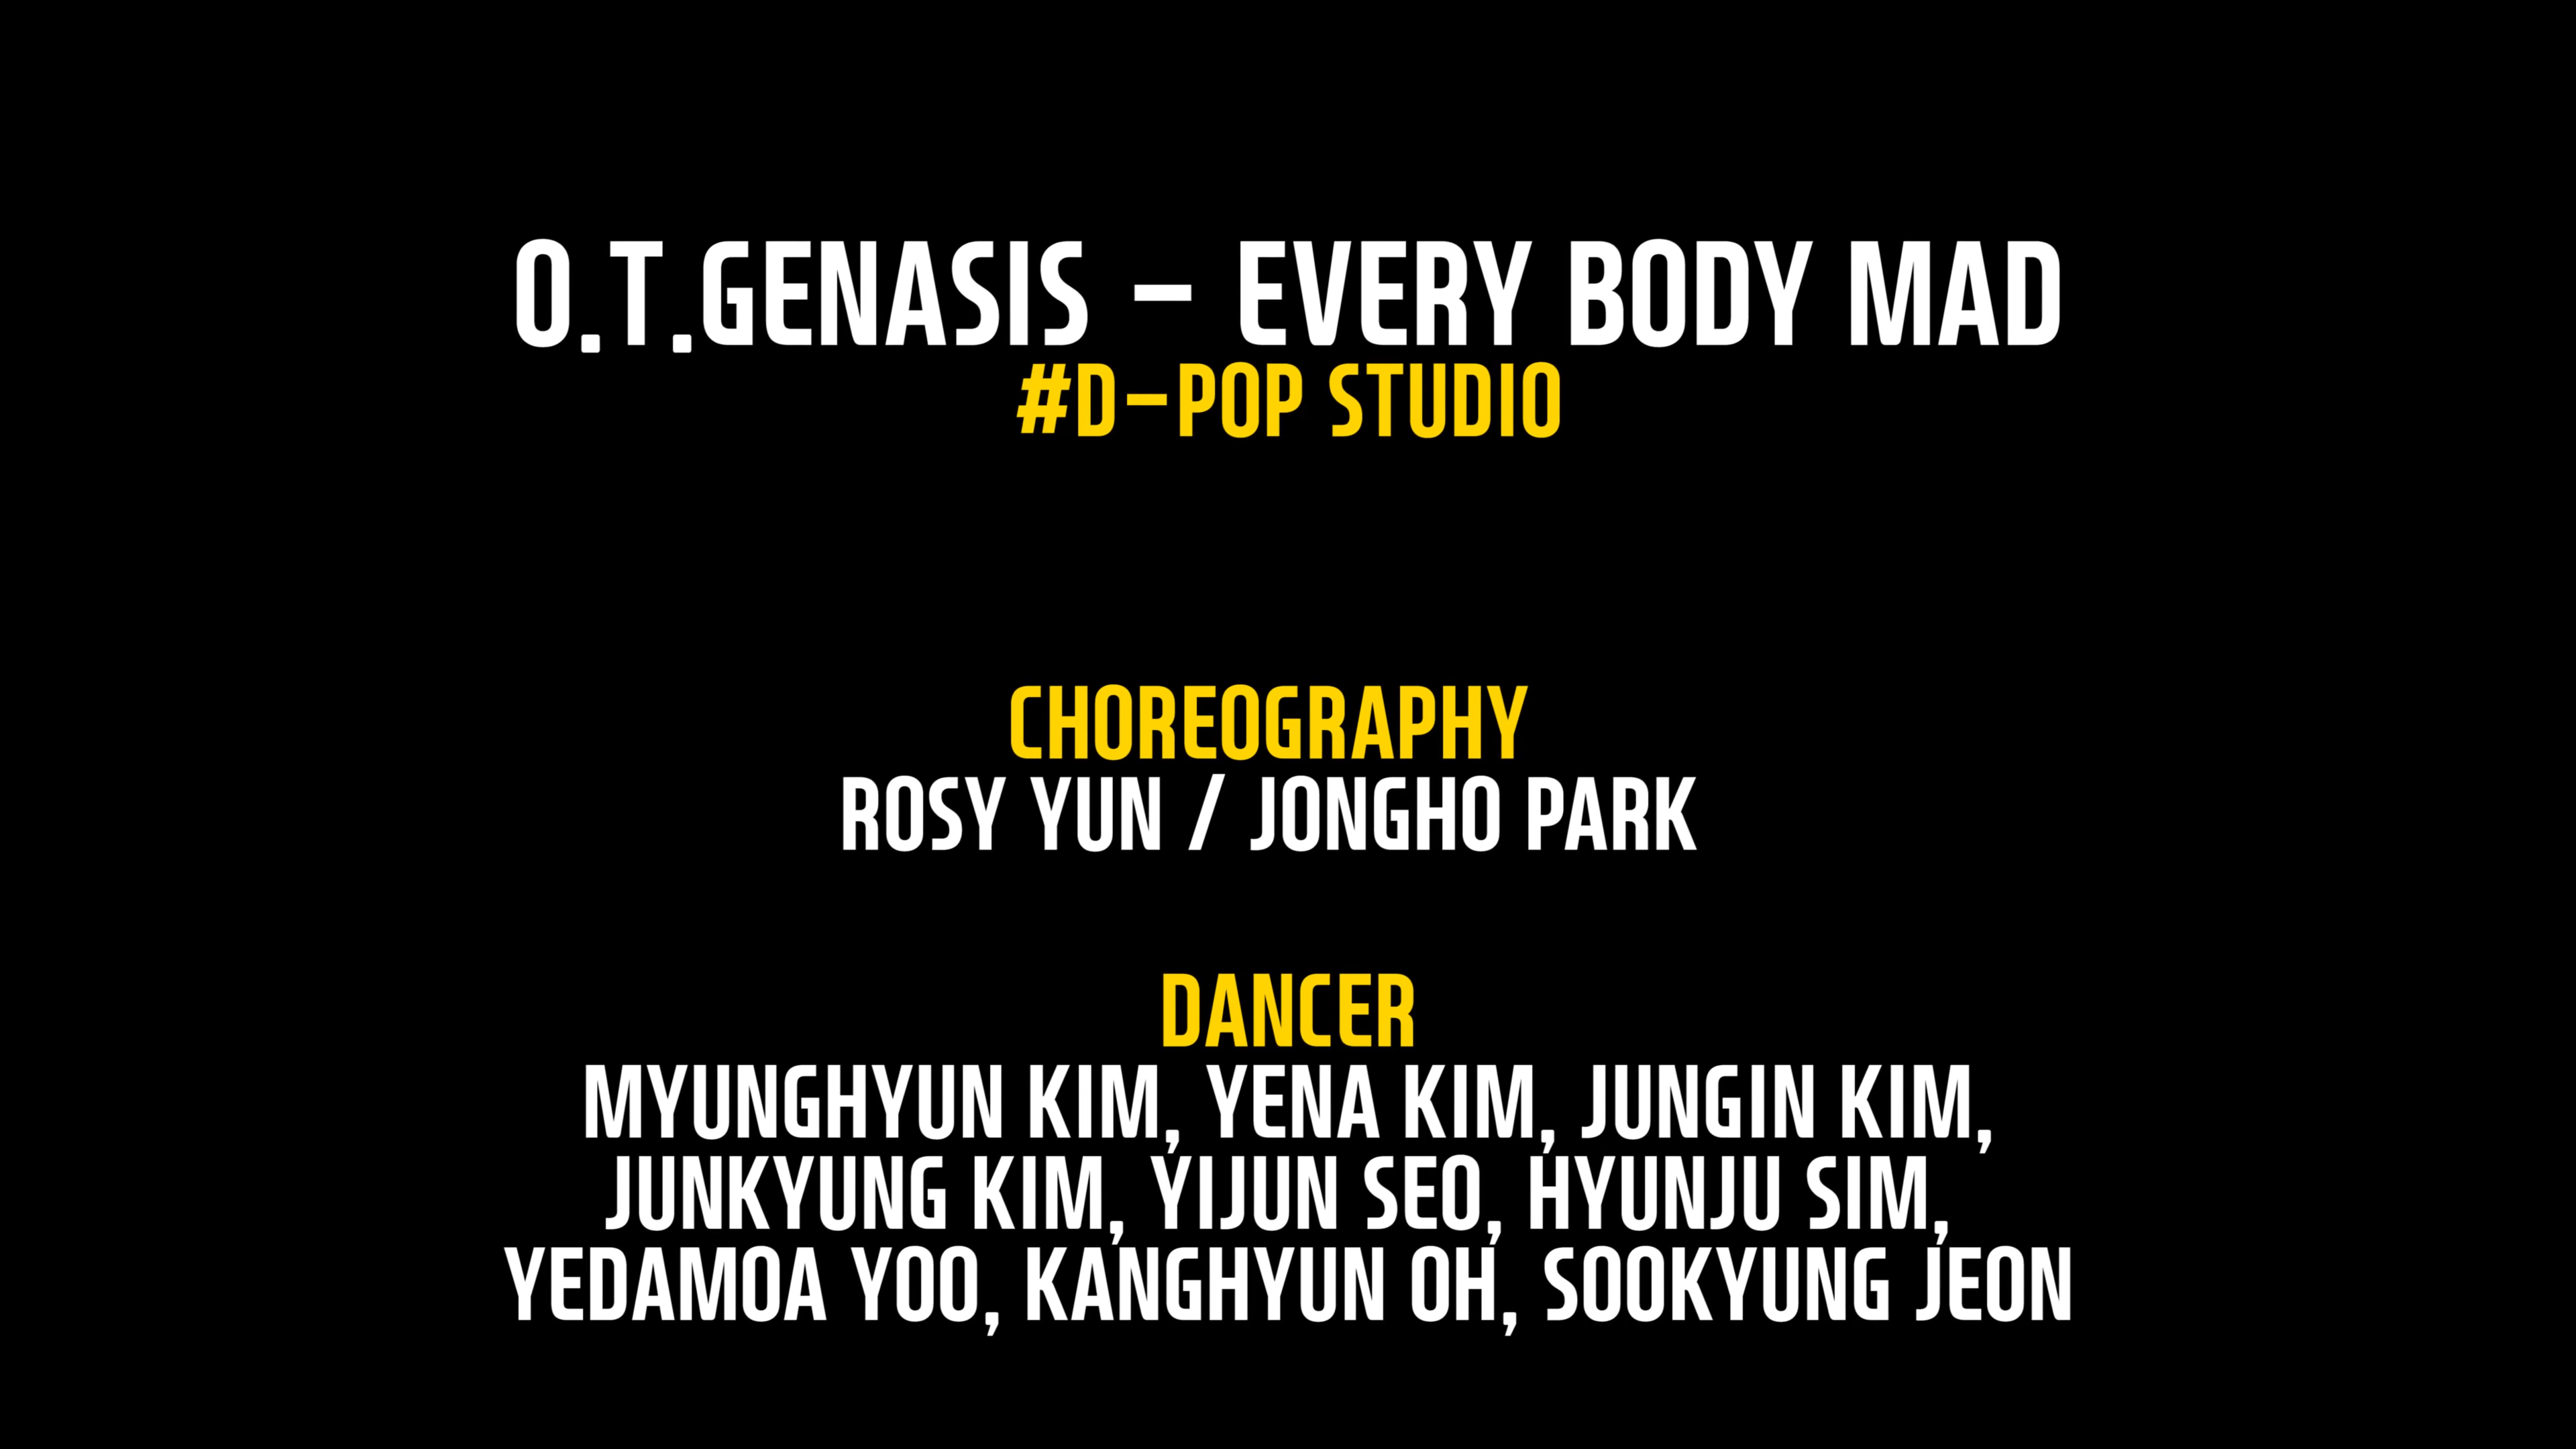 O.T.GENASIS - EVERY BODY MAD
#D-POP STUDIO
CHOREOGRAPHY
ROSY YUN / JONGHO PARK
DANCER
MYUNGHYUN KIM, YENA KIM, JUNGIN KIM,
JUNKYUNG KIM, YIJUN SEO, HYUNJU SIM,
YEDAMOA YOO, KANGHYUN OH, SOOKYUNG JEON